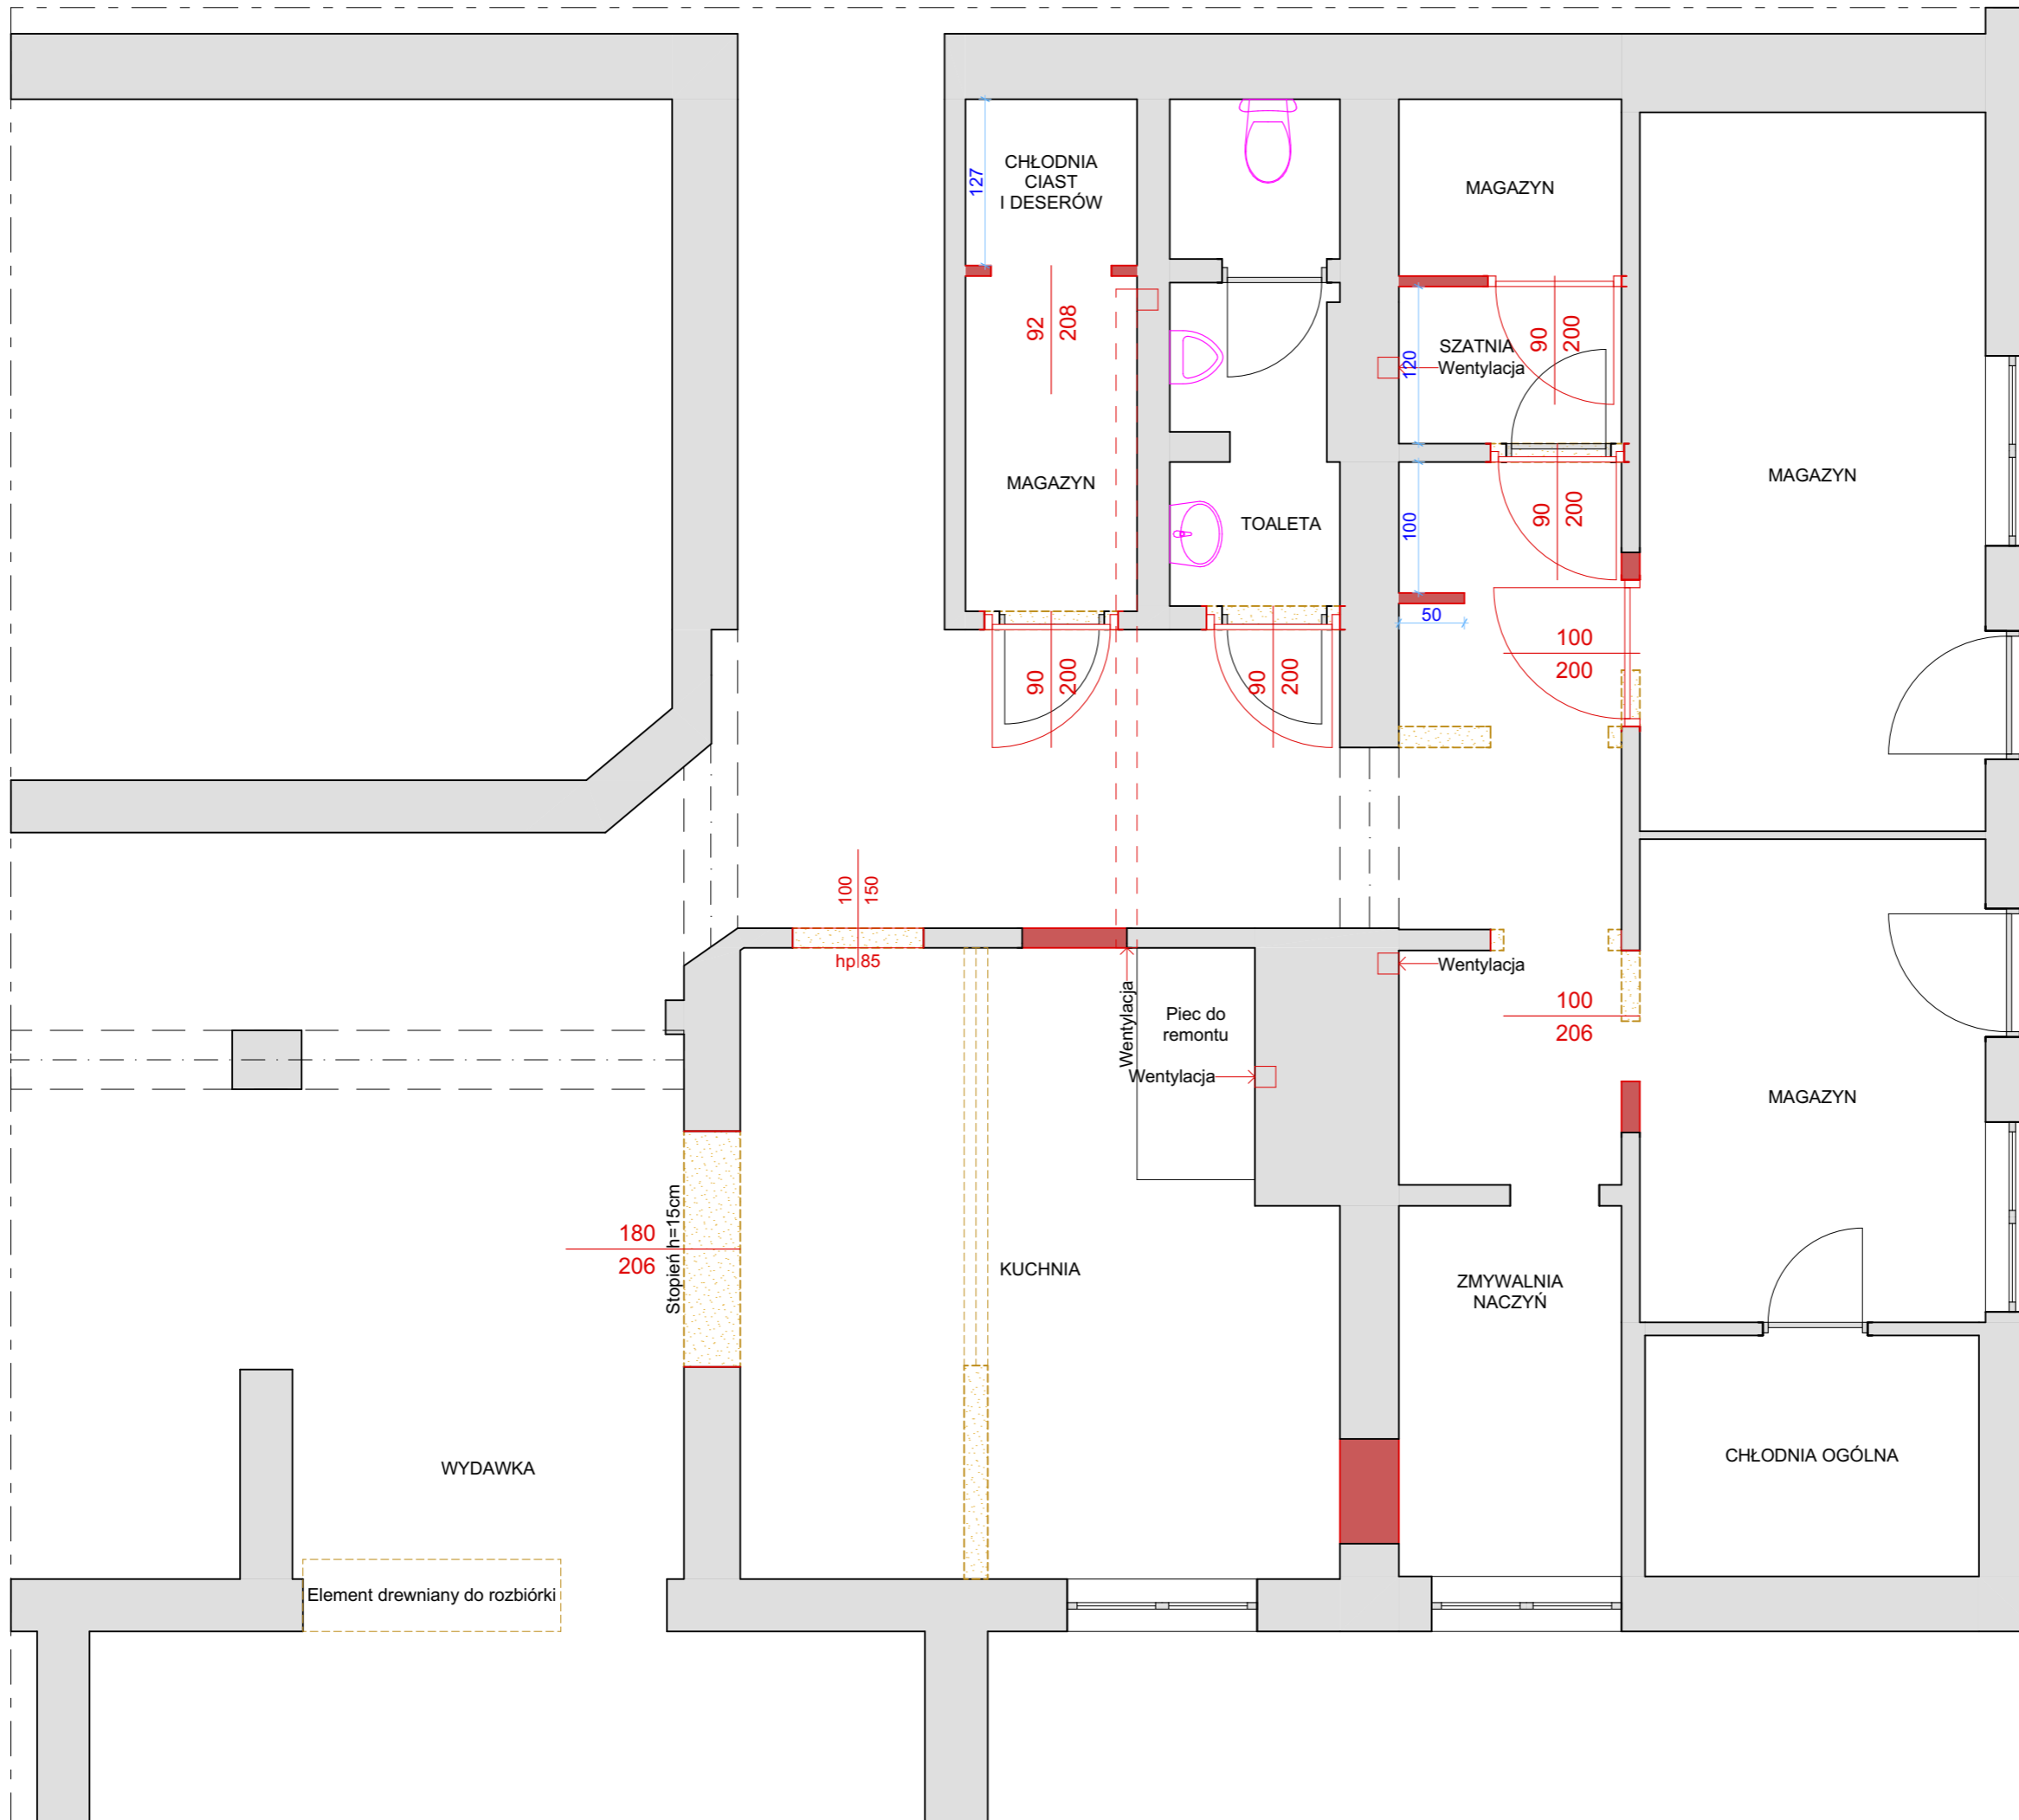 CHŁODNIA
CIAST
I DESERÓW
127
MAGAZYN
92
208
SZATNIA
Wentylacja
120
90
200
MAGAZYN
MAGAZYN
TOALETA
100
90
200
50
100
200
90
200
90
200
100
150
hp 85
Wentylacja
Wentylacja
Piec do
remontu
Wentylacja
100
206
MAGAZYN
180
206
Stopień h=15cm
KUCHNIA
ZMYWALNIA
NACZYŃ
WYDAWKA
CHŁODNIA OGÓLNA
Element drewniany do rozbiórki